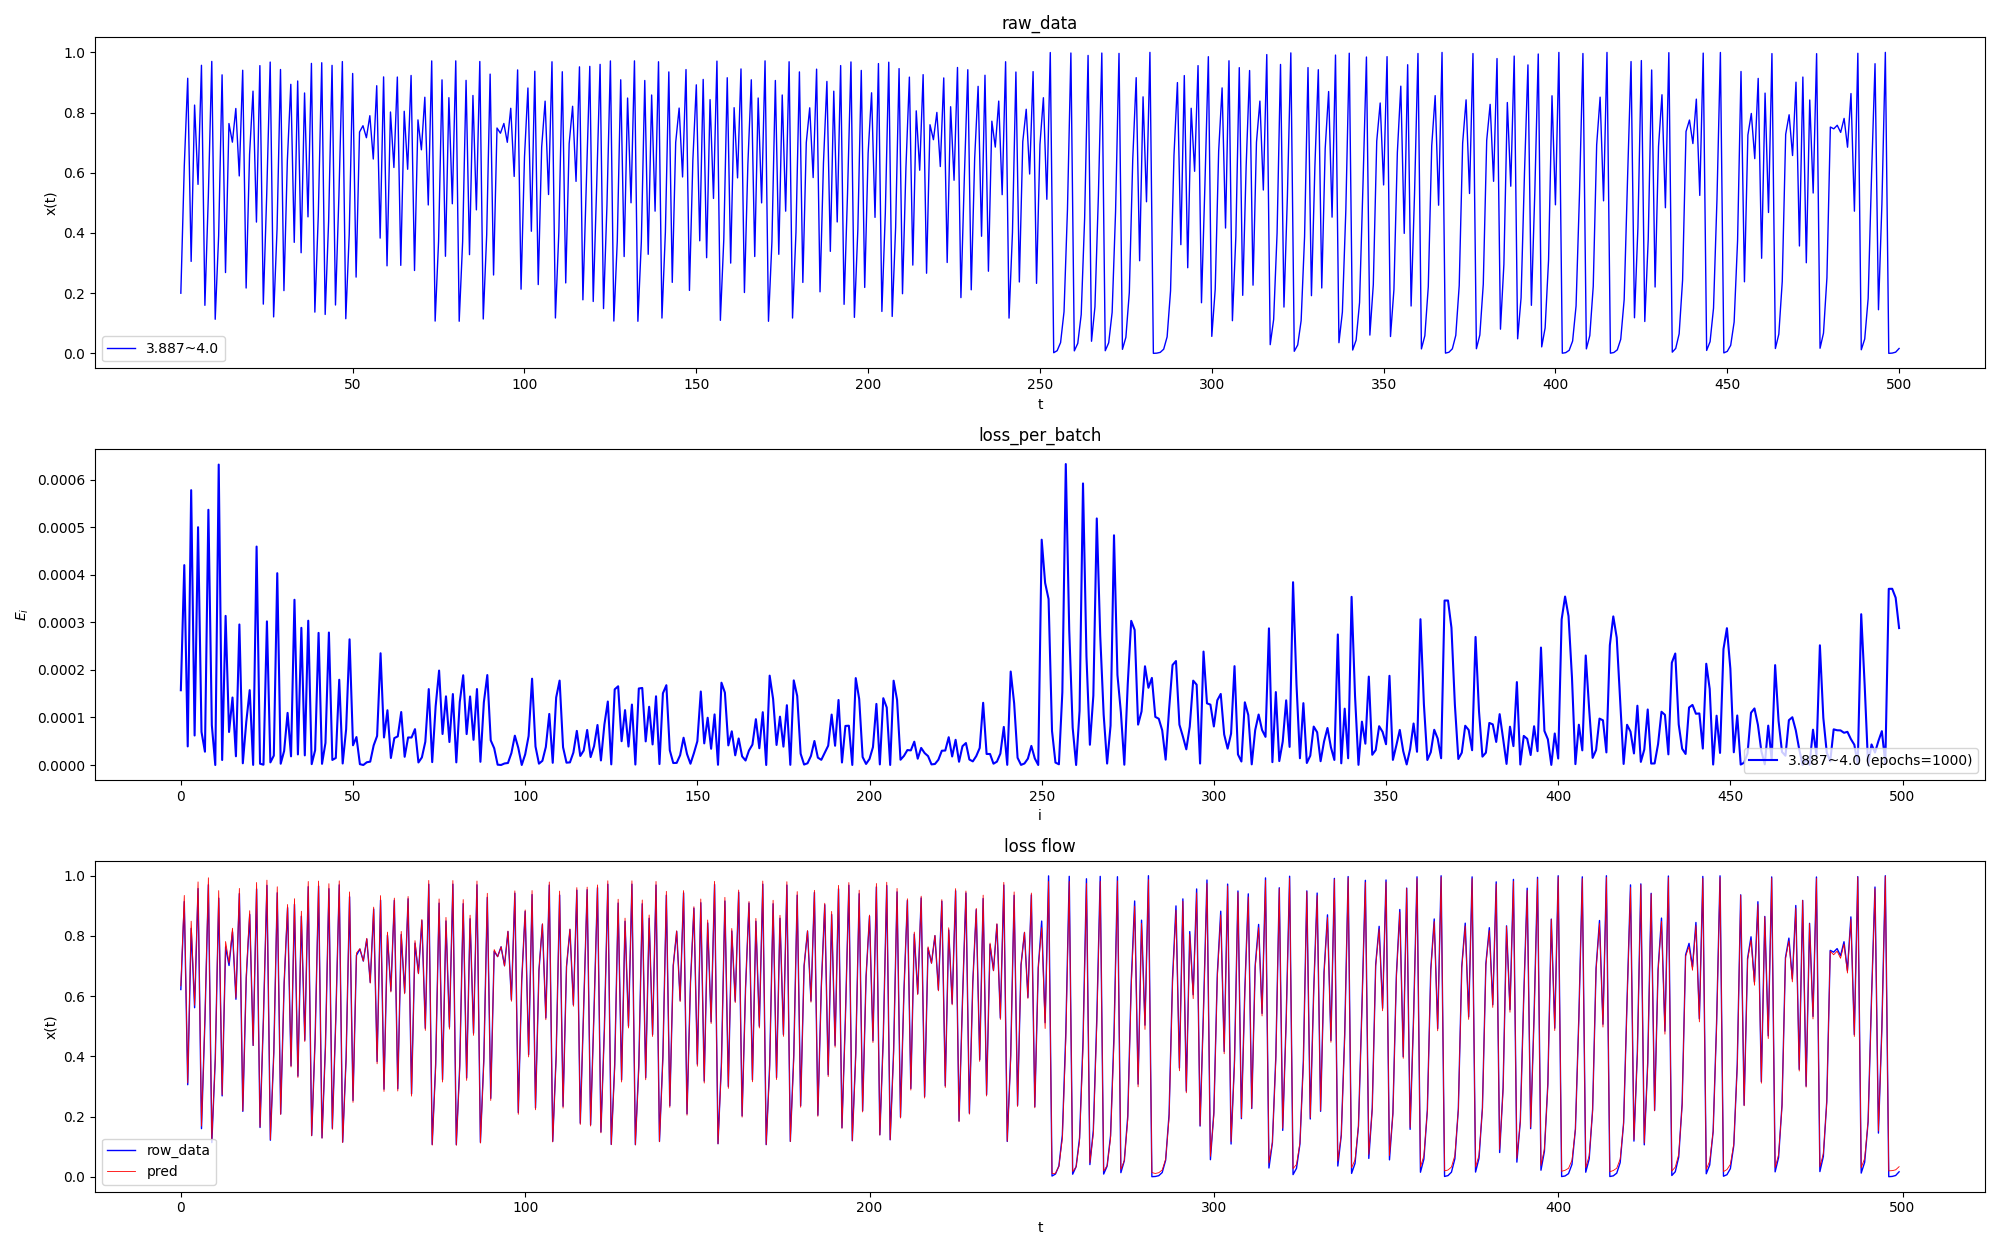 raw_data
x(t)
1.0
0.8
0.6
0.4
0.2
0.0
3.887~4.0
50 100 150 200 250 300 350 400 450 500
t
loss_per_batch
E_i
0.0006
0.0005
0.0004
0.0003
0.0002
0.0001
0.0000
3.887~4.0 (epochs=1000)
0 50 100 150 200 250 300 350 400 450 500
i
loss flow
x(t)
1.0
0.8
0.6
0.4
0.2
0.0
row_data
pred
0 100 200 300 400 500
t